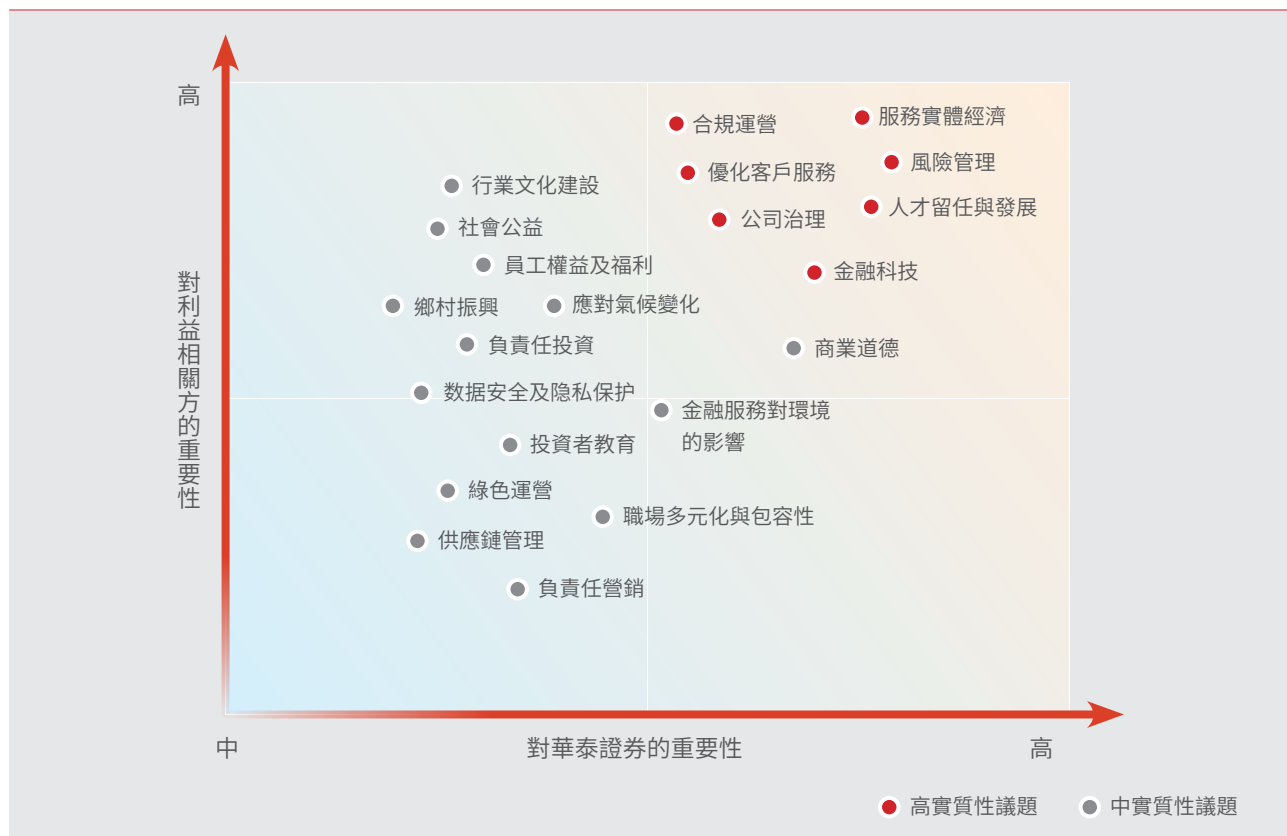 高
合規運營
服務實體經濟
風險管理
優化客戶服務
行業文化建設
人才留任與發展
公司治理
社會公益
員工權益及福利
金融科技
鄉村振興
應對氣候變化
負責任投資
商業道德
数据安全及隐私保护
金融服務對環境
的影響
投資者教育
綠色運營
職場多元化與包容性
供應鏈管理
負責任營銷
對利益相關方的重要性
中
對華泰證券的重要性
高
高實質性議題
中實質性議題